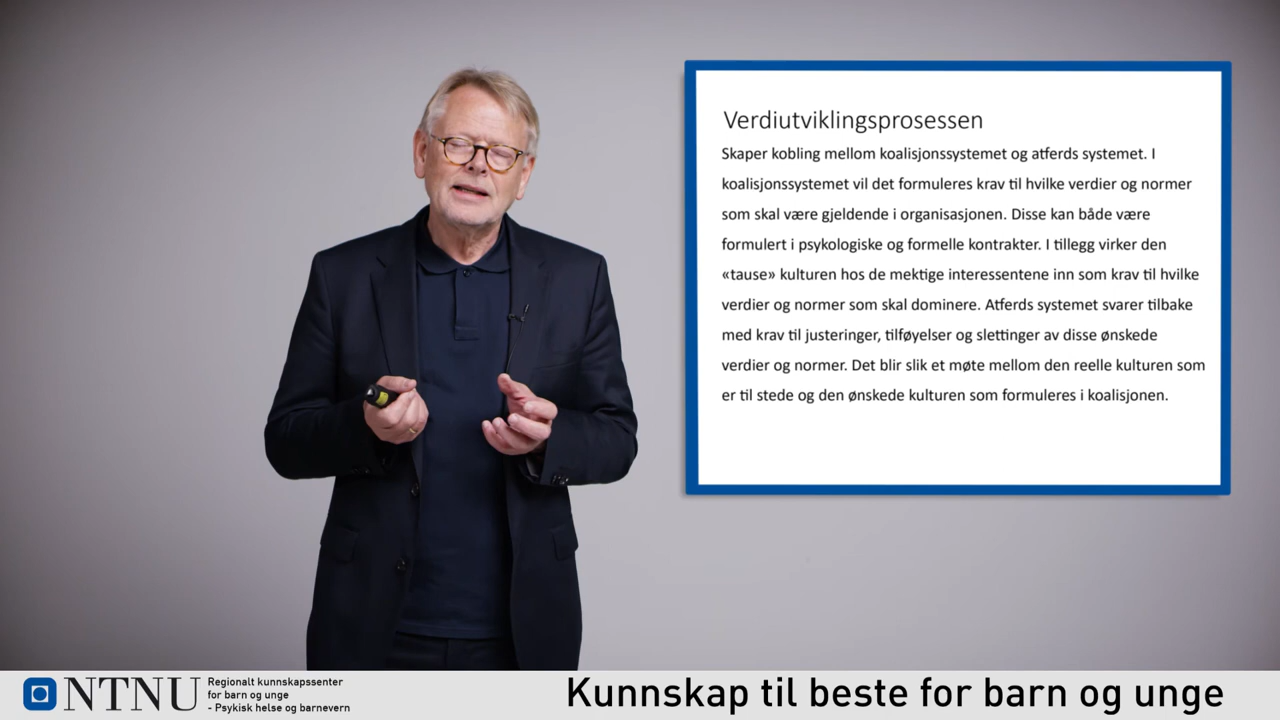 Verdiutviklingsprosessen
Skaper kobling mellom koalisjonssystemet og atferds systemet. I
koalisjonssystemet vil det formuleres krav til hvilke verdier og normer
som skal være gjeldende i organisasjonen. Disse kan både være
formulert i psykologiske og formelle kontrakter. I tillegg virker den
«tause» kulturen hos de mektige interessentene inn som krav til hvilke
verdier og normer som skal dominere. Atferds systemet svarer tilbake
med krav til justeringer, tilføyelser og slettinger av disse ønskede
verdier og normer. Det blir slik et møte mellom den reelle kulturen som
er til stede og den ønskede kulturen som formuleres i koalisjonen.
NTNU
Regionalt kunnskapssenter
for barn og unge
- Psykisk helse og barnevern
Kunnskap til beste for barn og unge